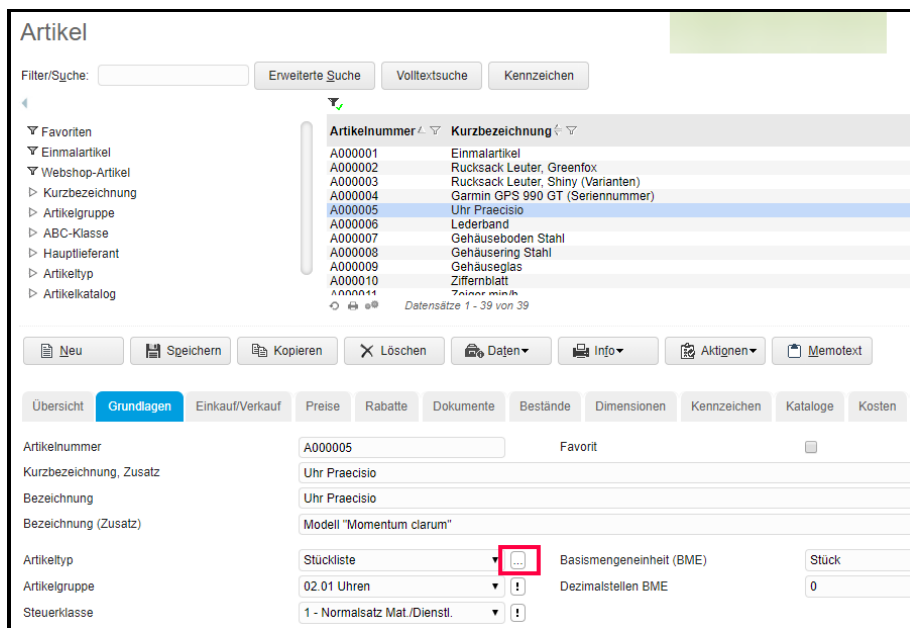 Artikel
Filter/Suche: Erweiterte Suche Volltextsuche Kennzeichen
Favoriten
Einmalartikel
Webshop-Artikel
Kurzbezeichnung
Artikelgruppe
ABC-Klasse
Hauptlieferant
Artikeltyp
Artikelkatalog
Artikelnummer Kurzbezeichnung
A000001 Einmalartikel
A000002 Rucksack Leuter, Greenfox
A000003 Rucksack Leuter, Shiny (Varianten)
A000004 Garmin GPS 990 GT (Seriennummer)
A000005 Uhr Praecisio
A000006 Lederband
A000007 Gehäuseboden Stahl
A000008 Gehäusering Stahl
A000009 Gehäuseglas
A000010 Ziffernblatt
A000011 Zeiger min/h
Datensätze 1 - 39 von 39
Neu Speichern Kopieren Löschen Daten Info Aktionen Memotext
Übersicht Grundlagen Einkauf/Verkauf Preise Rabatte Dokumente Bestände Dimensionen Kennzeichen Kataloge Kosten
Artikelnummer A000005 Favorit
Kurzbezeichnung, Zusatz Uhr Praecisio
Bezeichnung Uhr Praecisio
Bezeichnung (Zusatz) Modell "Momentum clarum"
Artikeltyp Stückliste ... Basismengeneinheit (BME) Stück
Artikelgruppe 02.01 Uhren ! Dezimalstellen BME 0
Steuerklasse 1 - Normalsatz Mat./Dienstl. !